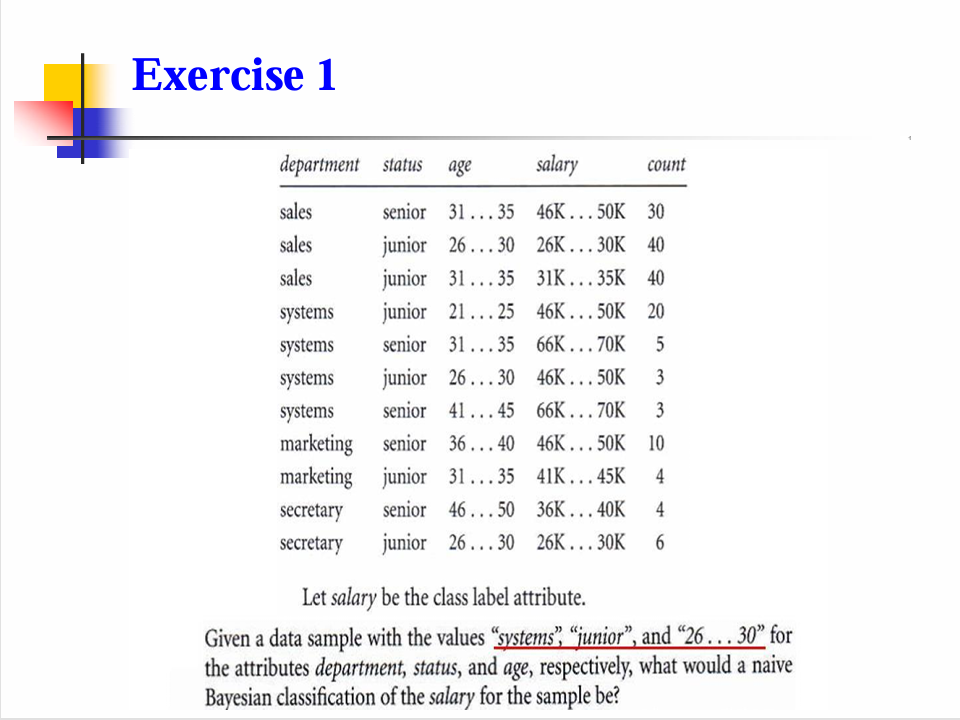 Exercise 1
department status age salary count
sales senior 31 . . . 35 46K . . . 50K 30
sales junior 26 . . . 30 26K . . . 30K 40
sales junior 31 . . . 35 31K . . . 35K 40
systems junior 21 . . . 25 46K . . . 50K 20
systems senior 31 . . . 35 66K . . . 70K 5
systems junior 26 . . . 30 46K . . . 50K 3
systems senior 41 . . . 45 66K . . . 70K 3
marketing senior 36 . . . 40 46K . . . 50K 10
marketing junior 31 . . . 35 41K . . . 45K 4
secretary senior 46 . . . 50 36K . . . 40K 4
secretary junior 26 . . . 30 26K . . . 30K 6
Let salary be the class label attribute.
Given a data sample with the values “systems”, “junior”, and “26 . . . 30” for
the attributes department, status, and age, respectively, what would a naive
Bayesian classification of the salary for the sample be?